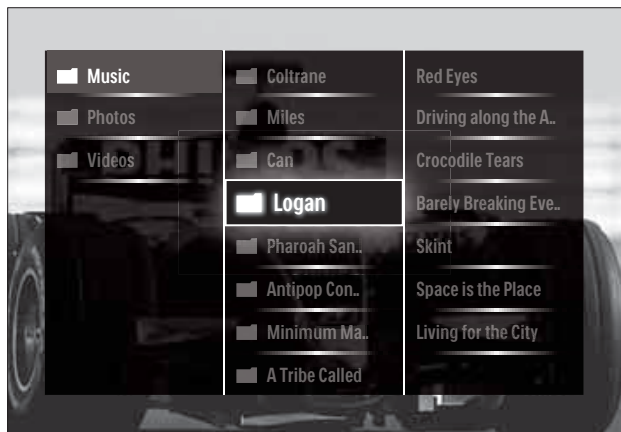 Music
Photos
Videos
Coltrane
Miles
Can
Logan
Pharoah San..
Antipop Con..
Minimum Ma..
A Tribe Called
Red Eyes
Driving along the A..
Crocodile Tears
Barely Breaking Eve..
Skint
Space is the Place
Living for the City